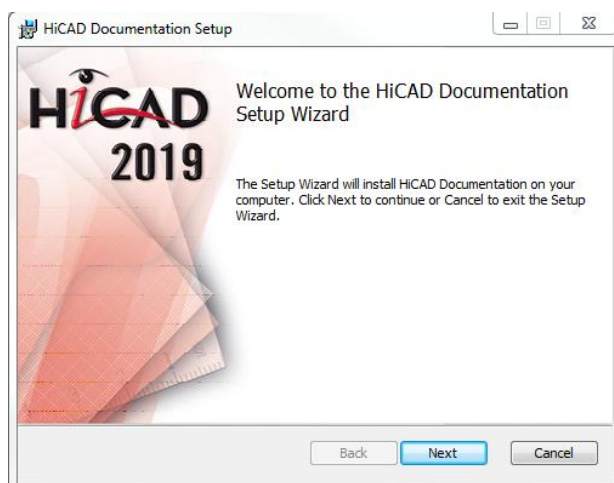 HiCAD Documentation Setup
HiCAD
2019
Welcome to the HiCAD Documentation
Setup Wizard
The Setup Wizard will install HiCAD Documentation on your
computer. Click Next to continue or Cancel to exit the Setup
Wizard.
Back
Next
Cancel